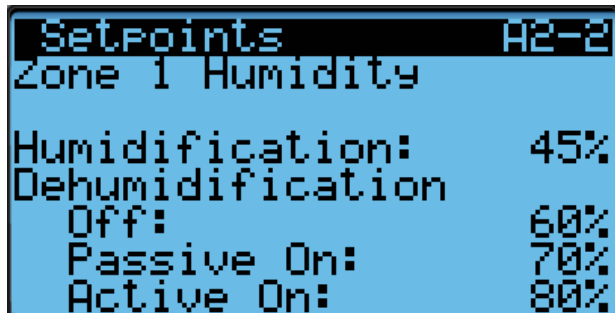 Setpoints A2-2
Zone 1 Humidity
Humidification: 45%
Dehumidification
Off: 60%
Passive On: 70%
Active On: 80%